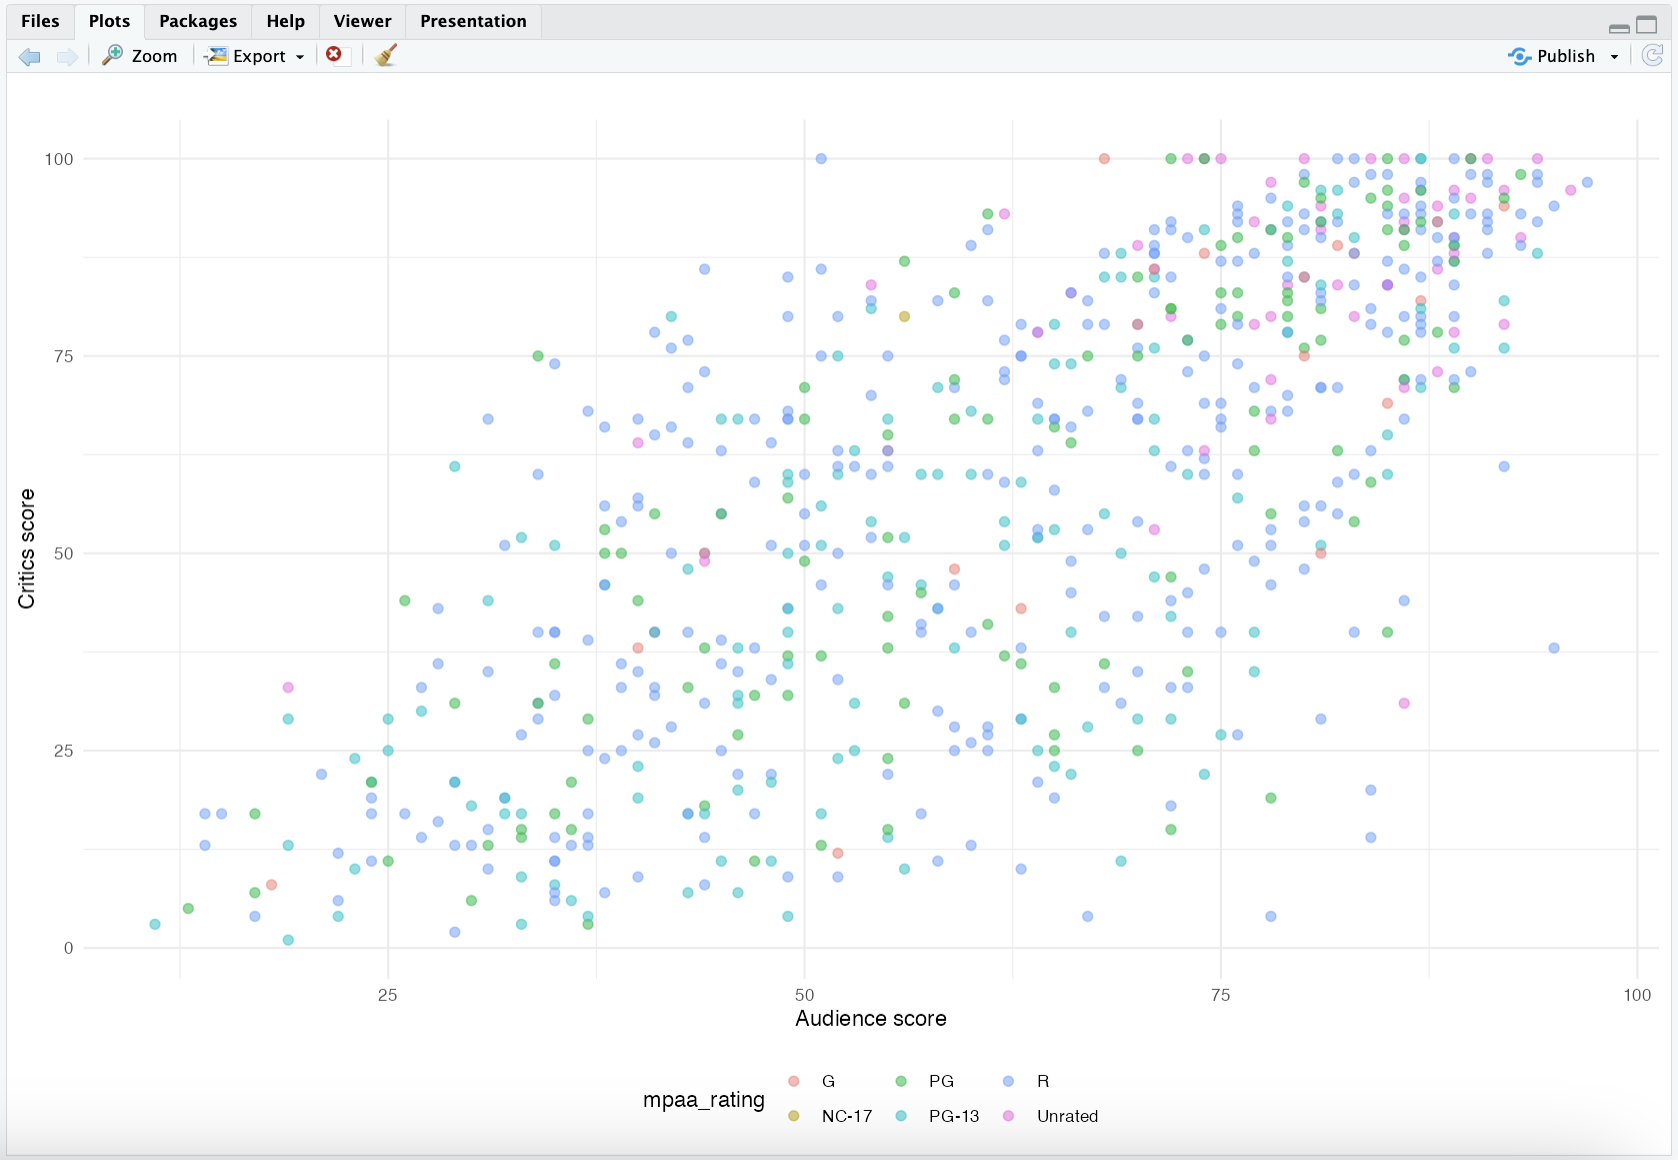 Files Plots Packages Help Viewer Presentation
Zoom Export Publish
100
75
50
25
0
Critics score
25 50 75 100
Audience score
mpaa_rating
G PG R
NC-17 PG-13 Unrated